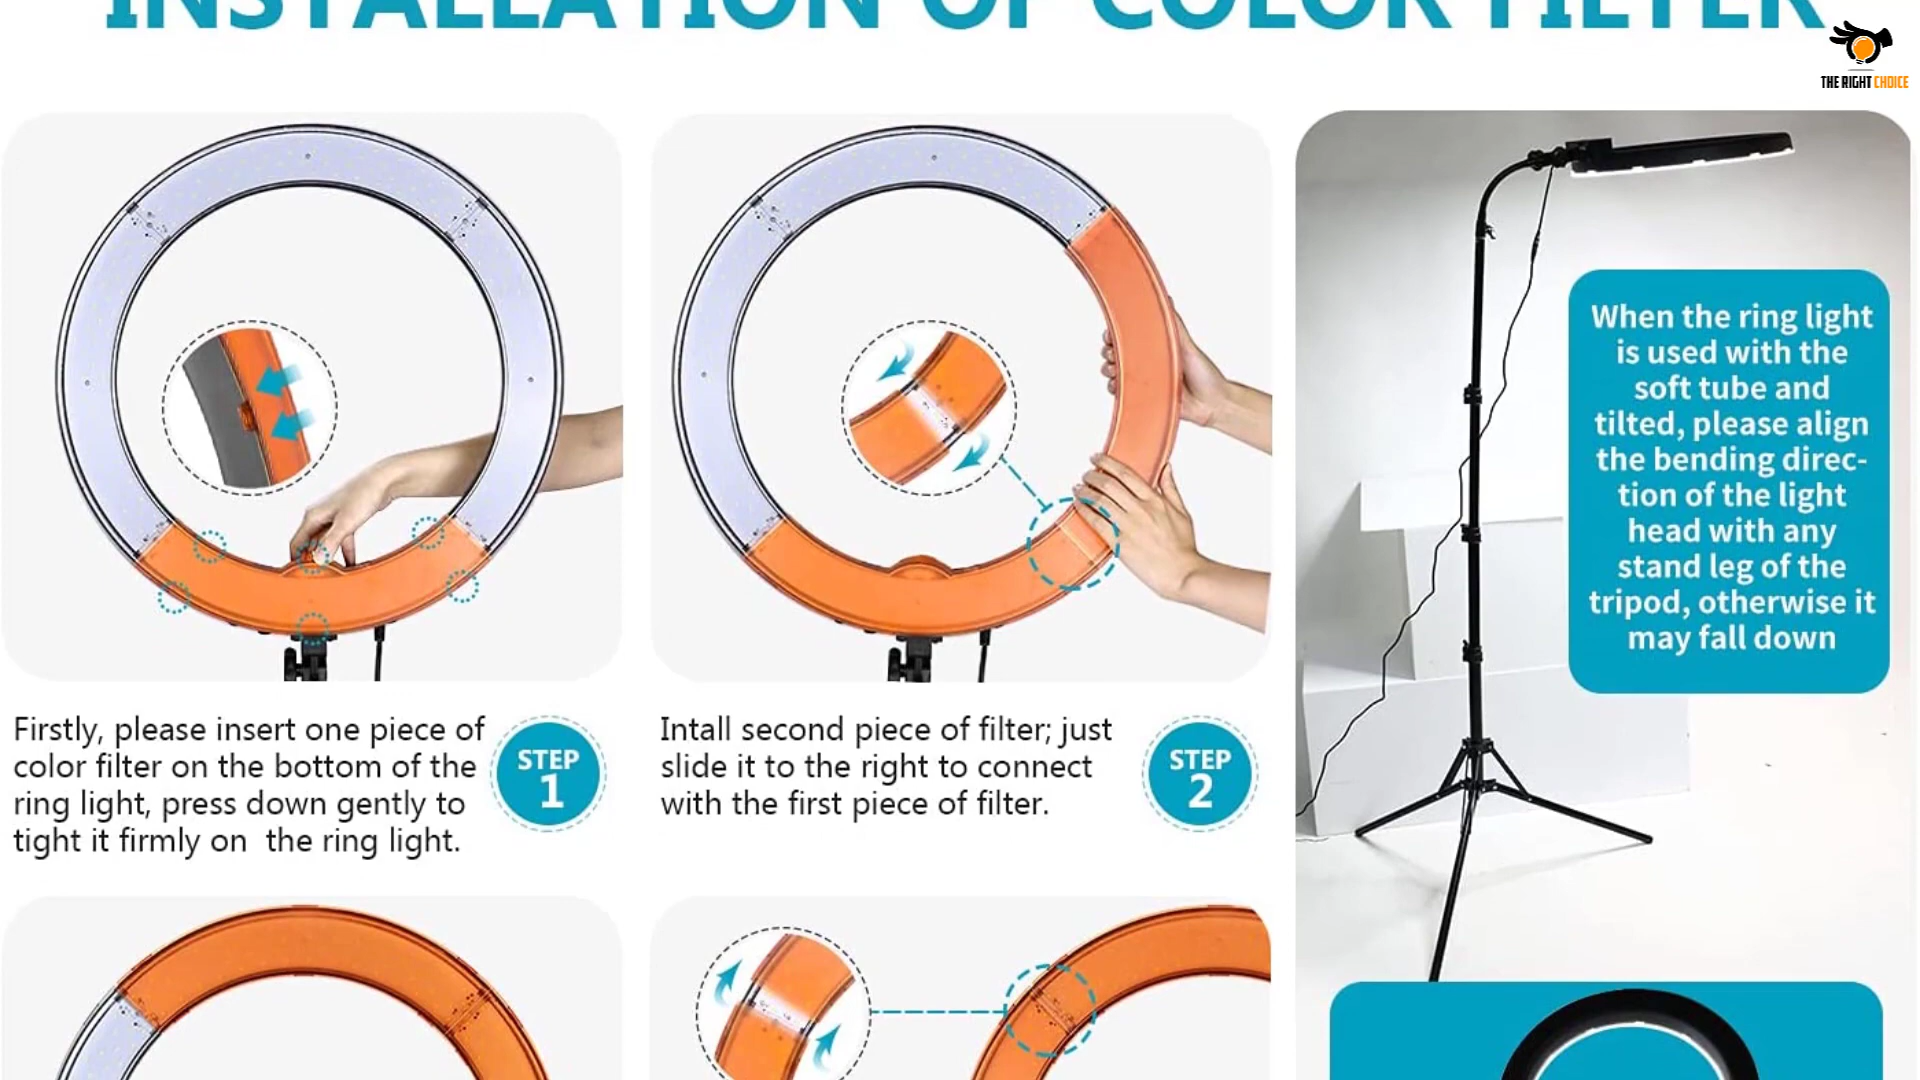 INSTALLATION OF COLOR FILTER
THE RIGHT CHOICE
When the ring light
is used with the
soft tube and
tilted, please align
the bending direc-
tion of the light
head with any
stand leg of the
tripod, otherwise it
may fall down
Firstly, please insert one piece of
color filter on the bottom of the
ring light, press down gently to
tight it firmly on  the ring light.
STEP
1
Intall second piece of filter; just
slide it to the right to connect
with the first piece of filter.
STEP
2